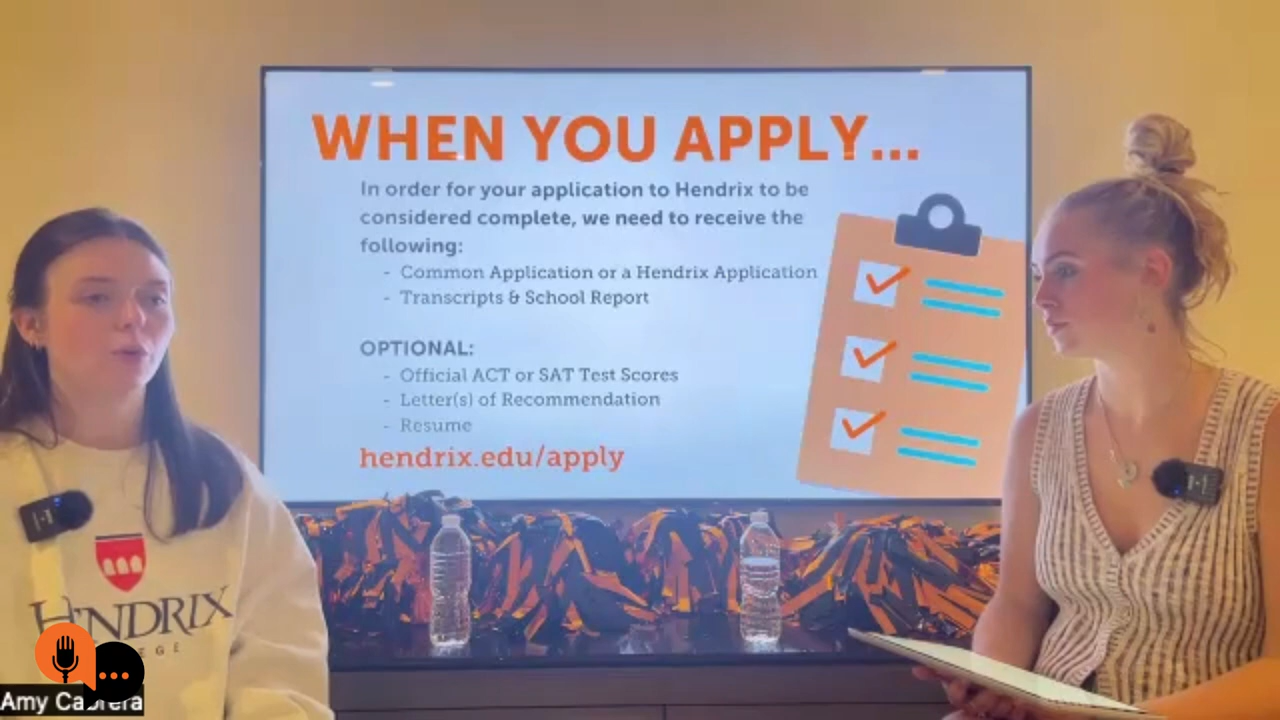 WHEN YOU APPLY...
In order for your application to Hendrix to be
considered complete, we need to receive the
following:
- Common Application or a Hendrix Application
- Transcripts & School Report
OPTIONAL:
- Official ACT or SAT Test Scores
- Letter(s) of Recommendation
- Resume
hendrix.edu/apply
HENDRIX
Amy Cabrera